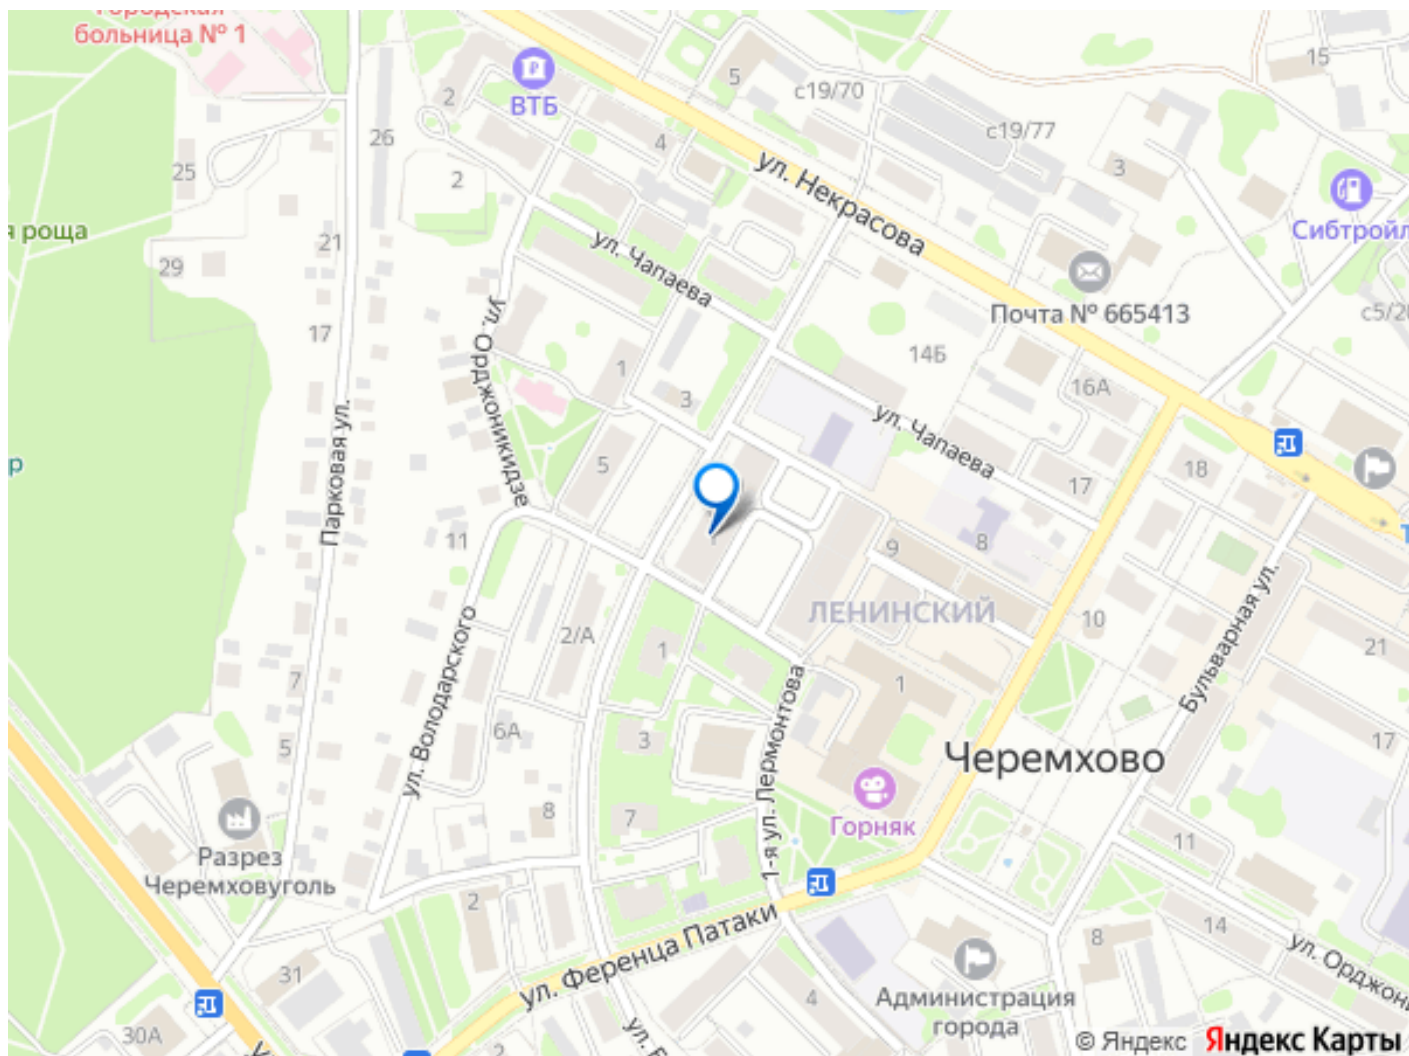 Городская
больница № 1
ВТБ
2
4
5
с19/70
с19/77
15
3
26
25
2
ул. Некрасова
Сибтройл
я роща
21
29
ул. Чапаева
Почта № 665413
с5/20
17
ул. Орджоникидзе
14Б
1
3
16А
Парковая ул.
ул. Чапаева
р
5
18
17
11
9
8
ЛЕНИНСКИЙ
2/А
1
10
Бульварная ул.
21
7
1
ул. Володарского
6А
3
5
1-я ул. Лермонтова
Черемхово
17
8
7
Горняк
11
Разрез
Черемховуголь
2
ул. Ференца Патаки
14
8
ул. Орджони
31
Администрация
города
4
30А
2
© Яндекс Яндекс Карты